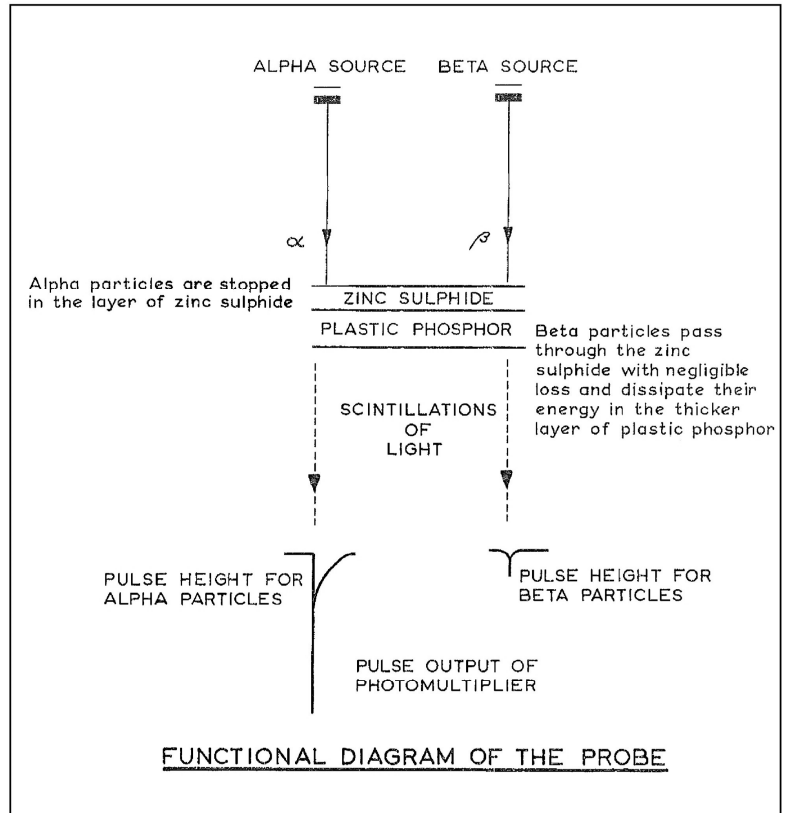 ALPHA SOURCE
BETA SOURCE
α
β
Alpha particles are stopped
in the layer of zinc sulphide
ZINC SULPHIDE
PLASTIC PHOSPHOR
Beta particles pass
through the zinc
sulphide with negligible
loss and dissipate their
energy in the thicker
layer of plastic phosphor
SCINTILLATIONS
OF
LIGHT
PULSE HEIGHT FOR
ALPHA PARTICLES
PULSE HEIGHT FOR
BETA PARTICLES
PULSE OUTPUT OF
PHOTOMULTIPLIER
FUNCTIONAL DIAGRAM OF THE PROBE